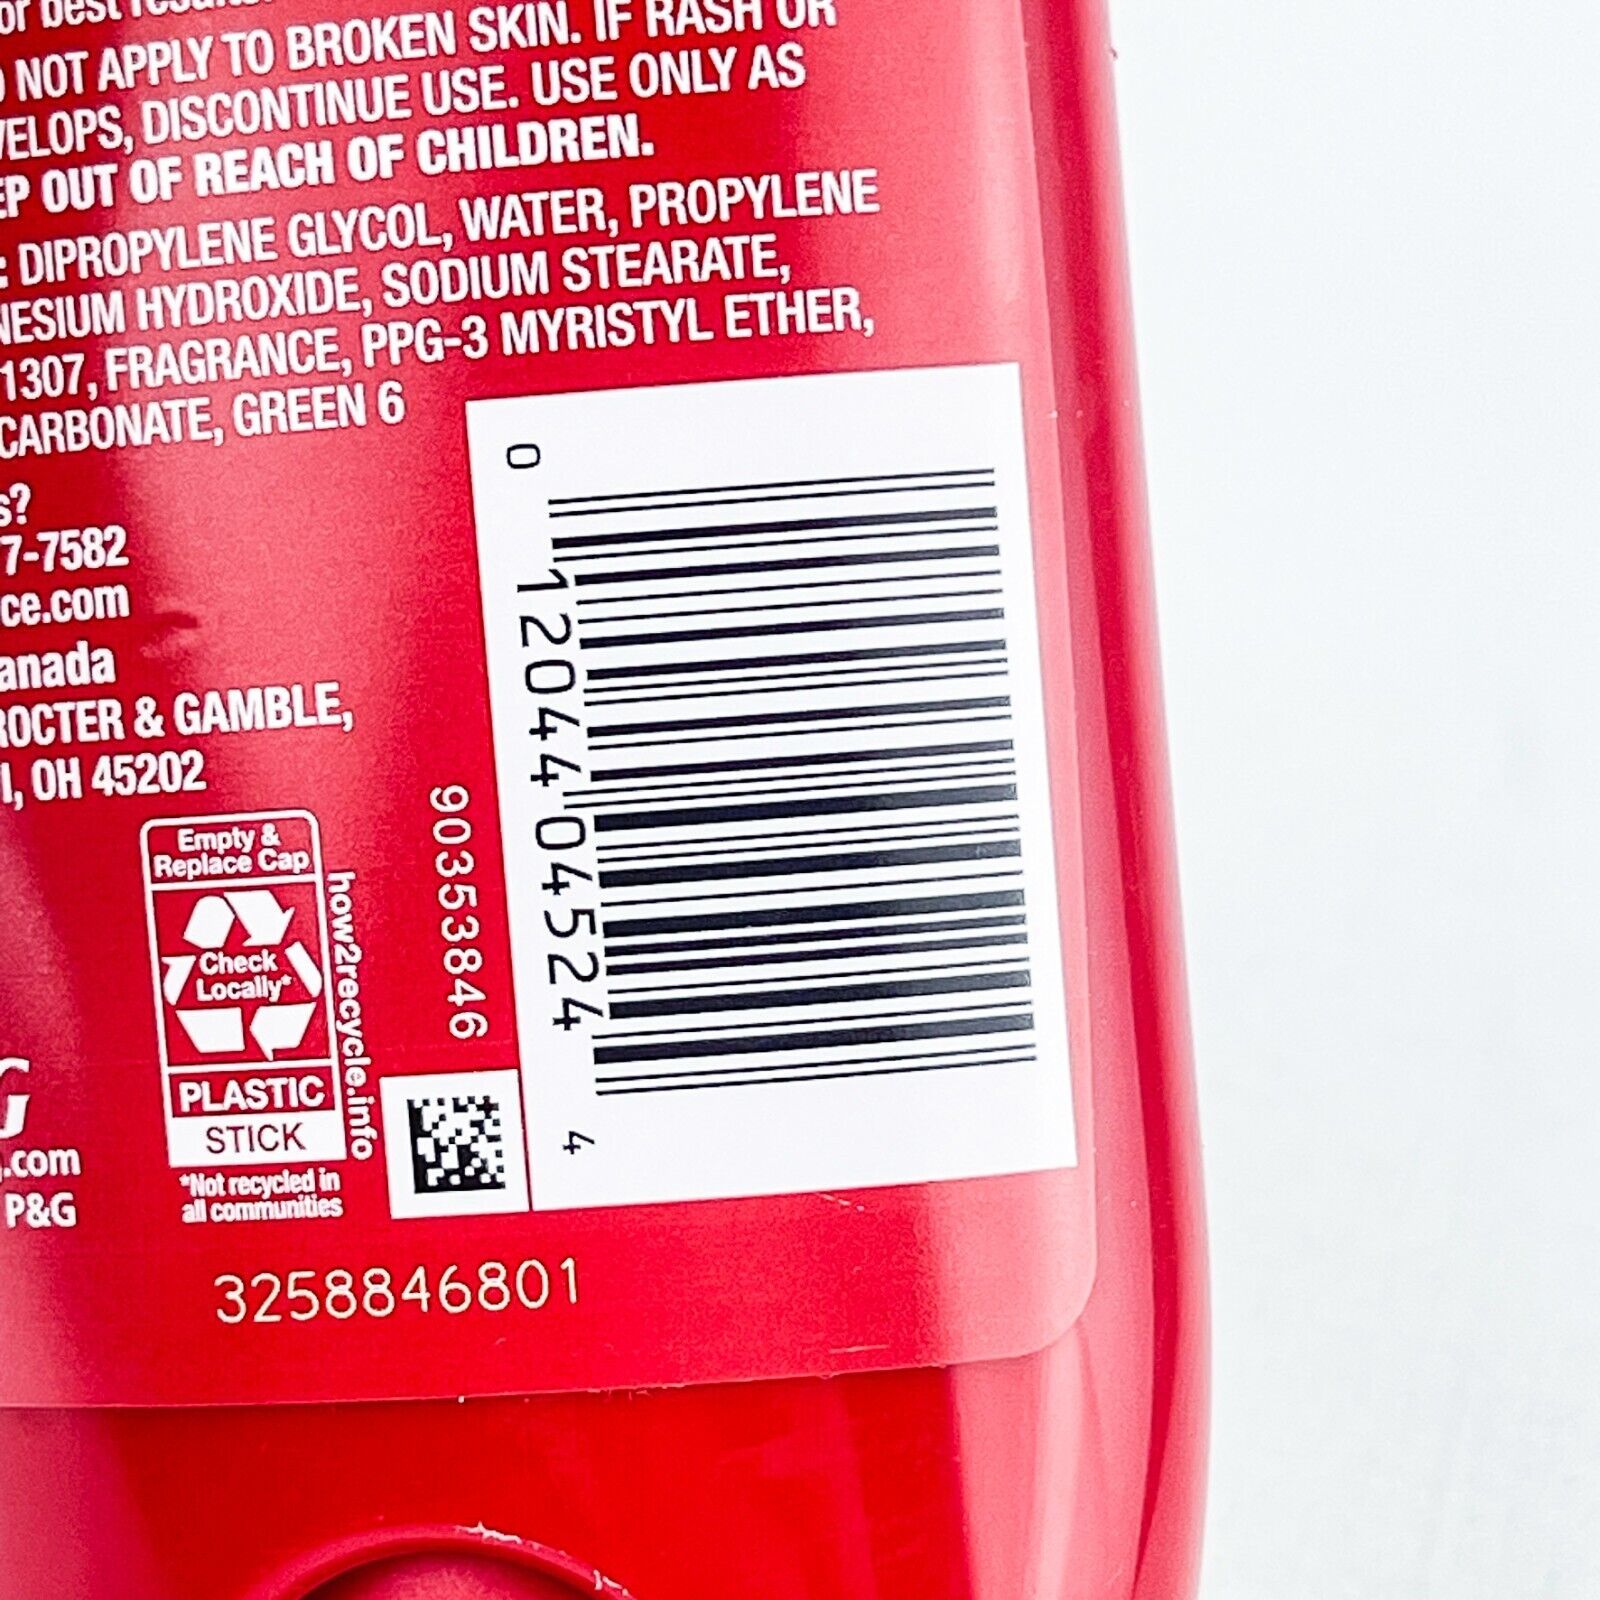 or best results
NOT APPLY TO BROKEN SKIN. IF RASH OR
VELOPS, DISCONTINUE USE. USE ONLY AS
EP OUT OF REACH OF CHILDREN.
: DIPROPYLENE GLYCOL, WATER, PROPYLENE
NESIUM HYDROXIDE, SODIUM STEARATE,
1307, FRAGRANCE, PPG-3 MYRISTYL ETHER,
CARBONATE, GREEN 6
s?
7-7582
ce.com
anada
ROCTER & GAMBLE,
I, OH 45202
Empty &
Replace Cap
Check
Locally*
PLASTIC
STICK
how2recycle.info
*Not recycled in
all communities
G
.com
P&G
90353846
0 12044 04524 4
3258846801